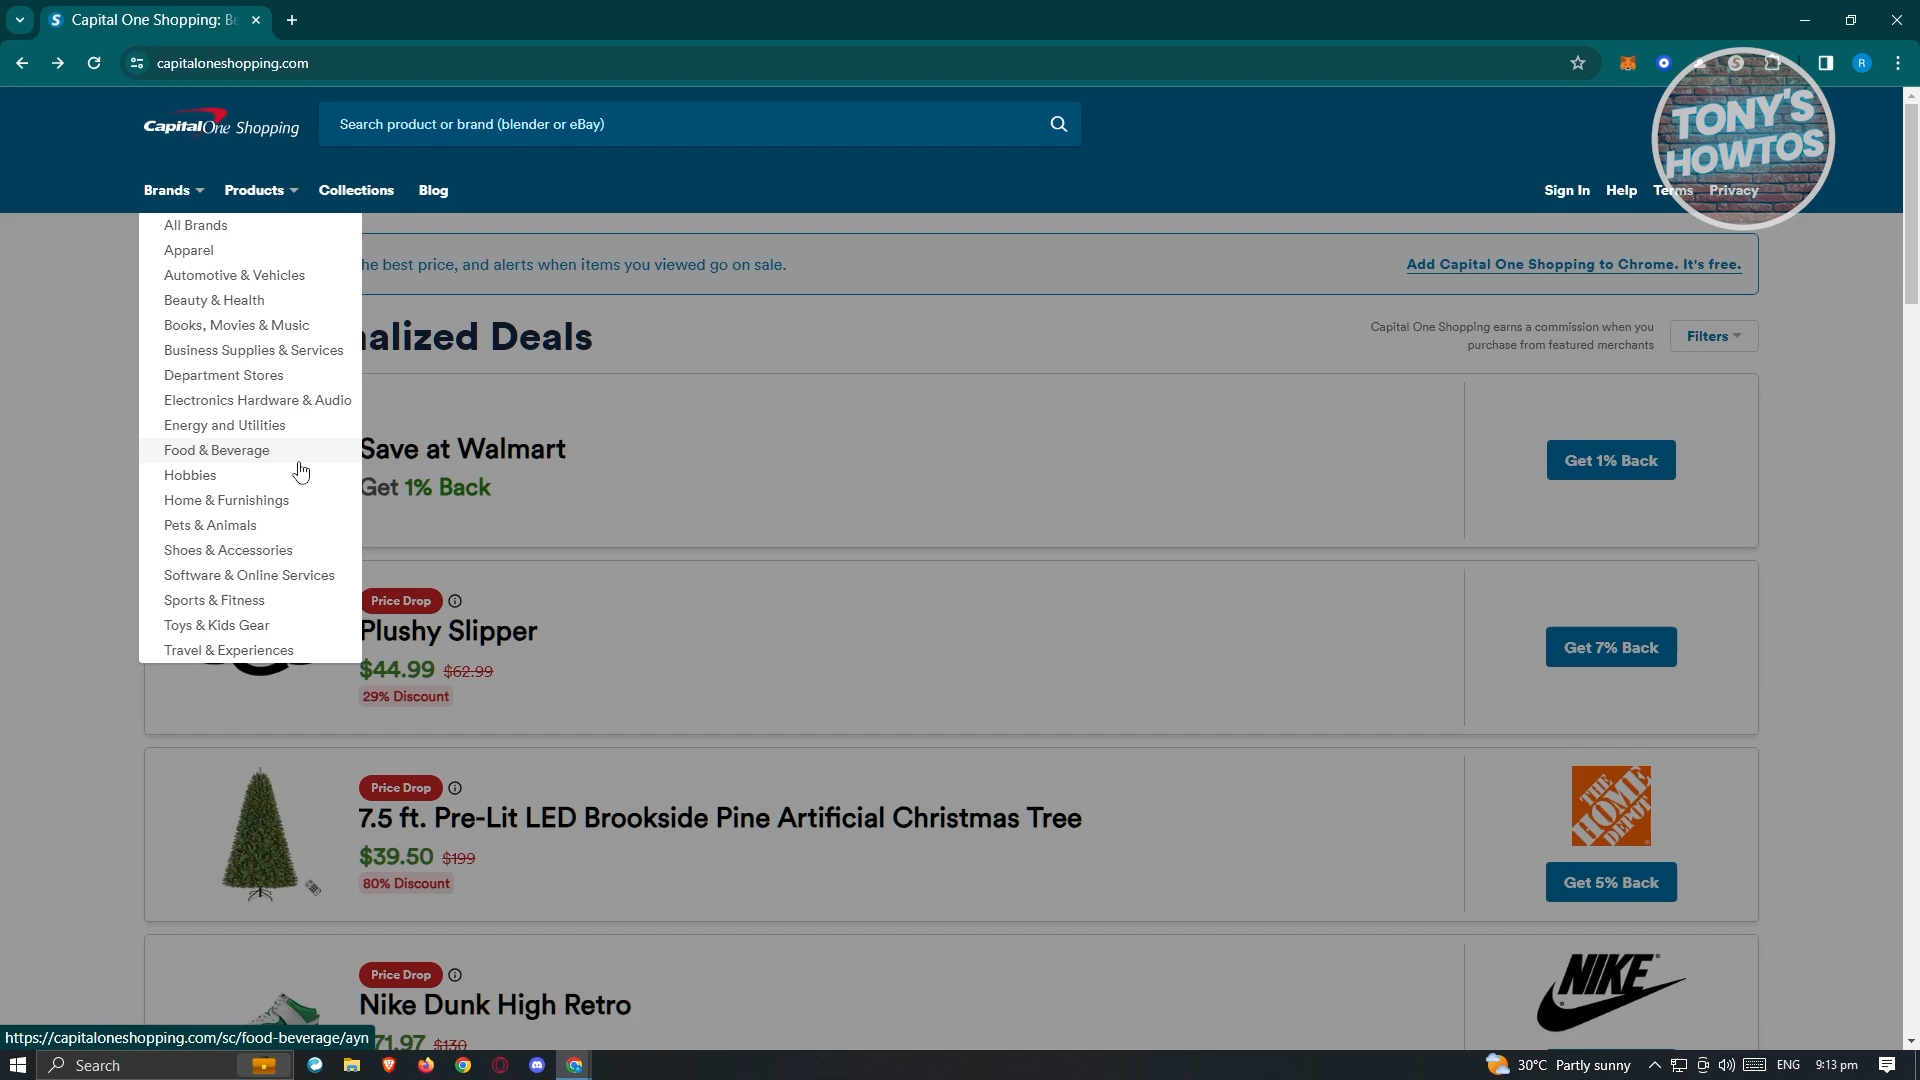 Capital One Shopping: Be
capitaloneshopping.com
R
TONY'S
HOWTOS
CapitalOne Shopping
Search product or brand (blender or eBay)
Brands Products Collections Blog
Sign In Help Terms Privacy
All Brands
Apparel
Automotive & Vehicles
Beauty & Health
Books, Movies & Music
Business Supplies & Services
Department Stores
Electronics Hardware & Audio
Energy and Utilities
Food & Beverage
Hobbies
Home & Furnishings
Pets & Animals
Shoes & Accessories
Software & Online Services
Sports & Fitness
Toys & Kids Gear
Travel & Experiences
he best price, and alerts when items you viewed go on sale.
Add Capital One Shopping to Chrome. It's free.
nalized Deals
Capital One Shopping earns a commission when you
purchase from featured merchants
Filters
Save at Walmart
Get 1% Back
Get 1% Back
Price Drop
Plushy Slipper
$44.99 $62.99
29% Discount
Get 7% Back
Price Drop
7.5 ft. Pre-Lit LED Brookside Pine Artificial Christmas Tree
$39.50 $199
80% Discount
THE
HOME
DEPOT
Get 5% Back
Price Drop
Nike Dunk High Retro
71.97 $130
NIKE
https://capitaloneshopping.com/sc/food-beverage/ayn
Search
30°C Partly sunny
ENG
9:13 pm